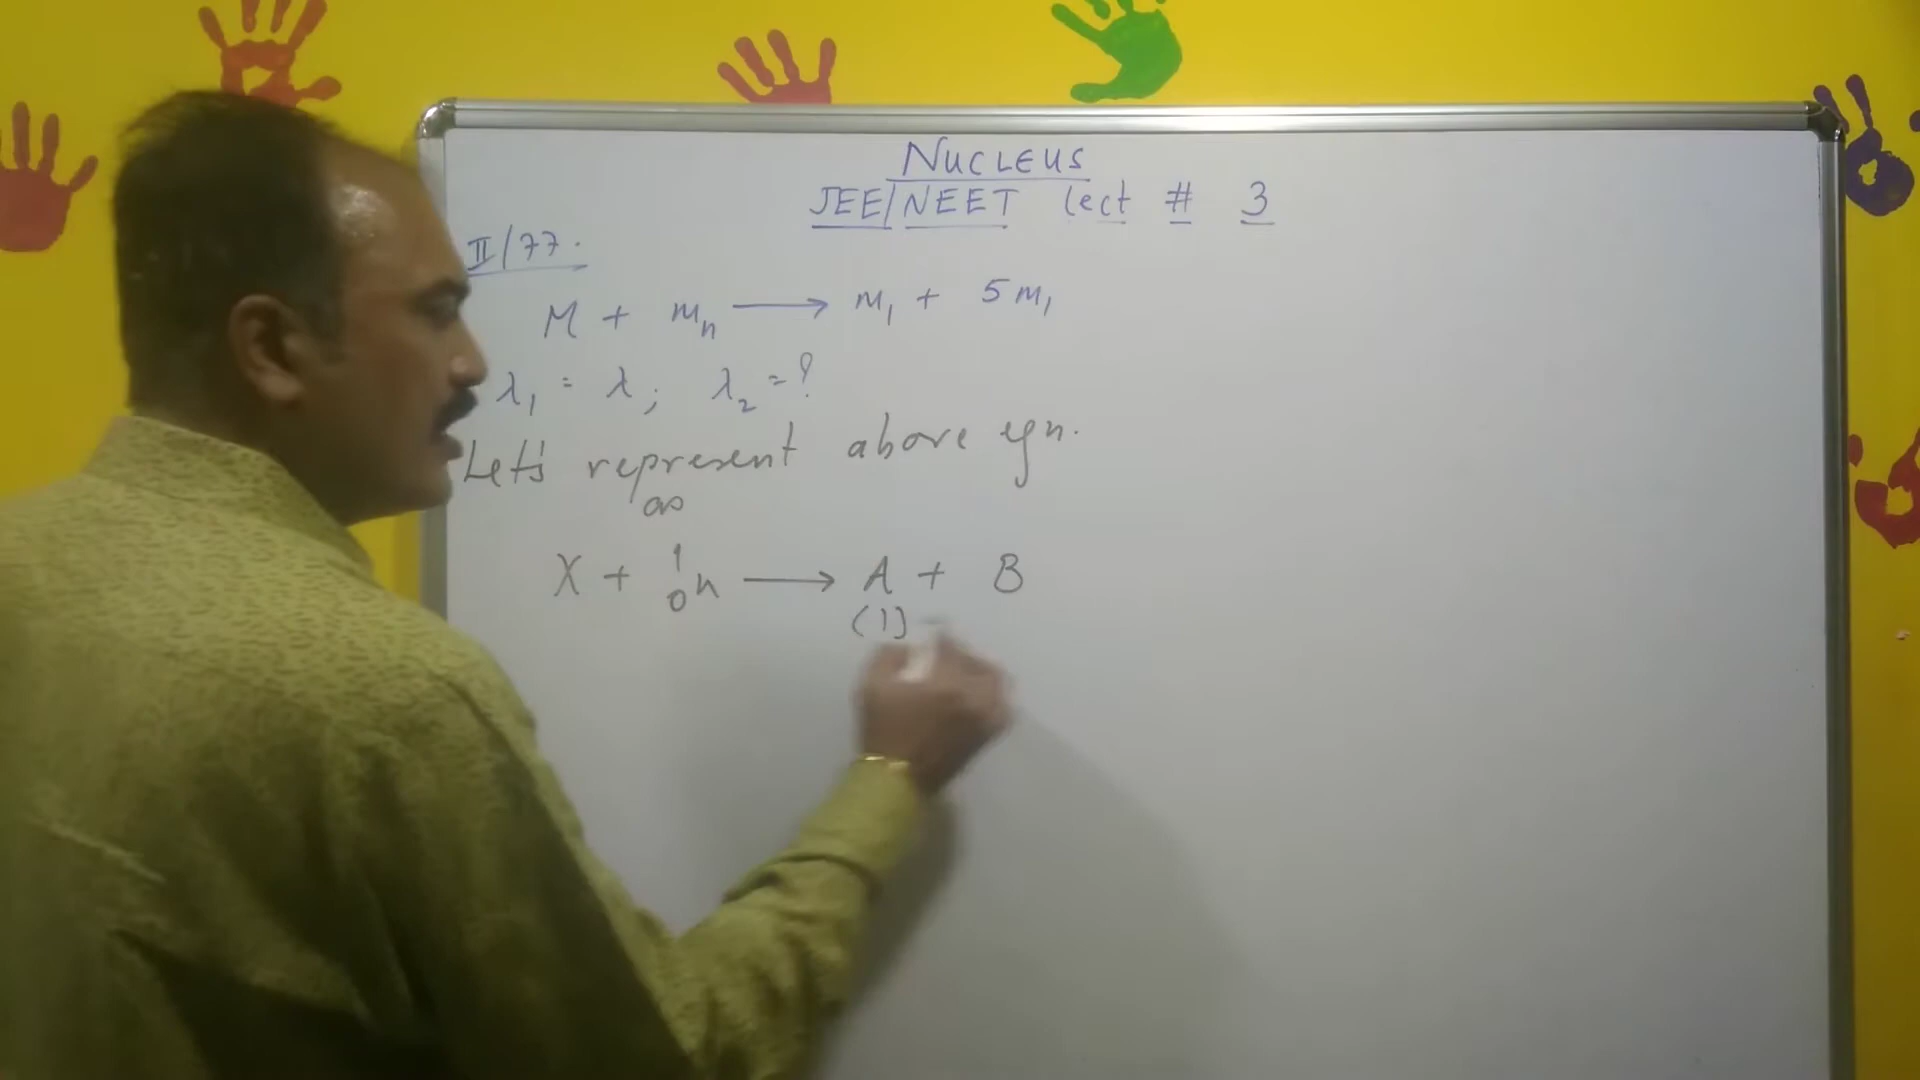 NUCLEUS
JEE/NEET Lect # 3
II/77.
M + mn ⟶ m₁ + 5m₁
λ₁ = λ; λ₂ = ?
Let's represent above eqn.
as
X + ¹₀n ⟶ A + B
(1)